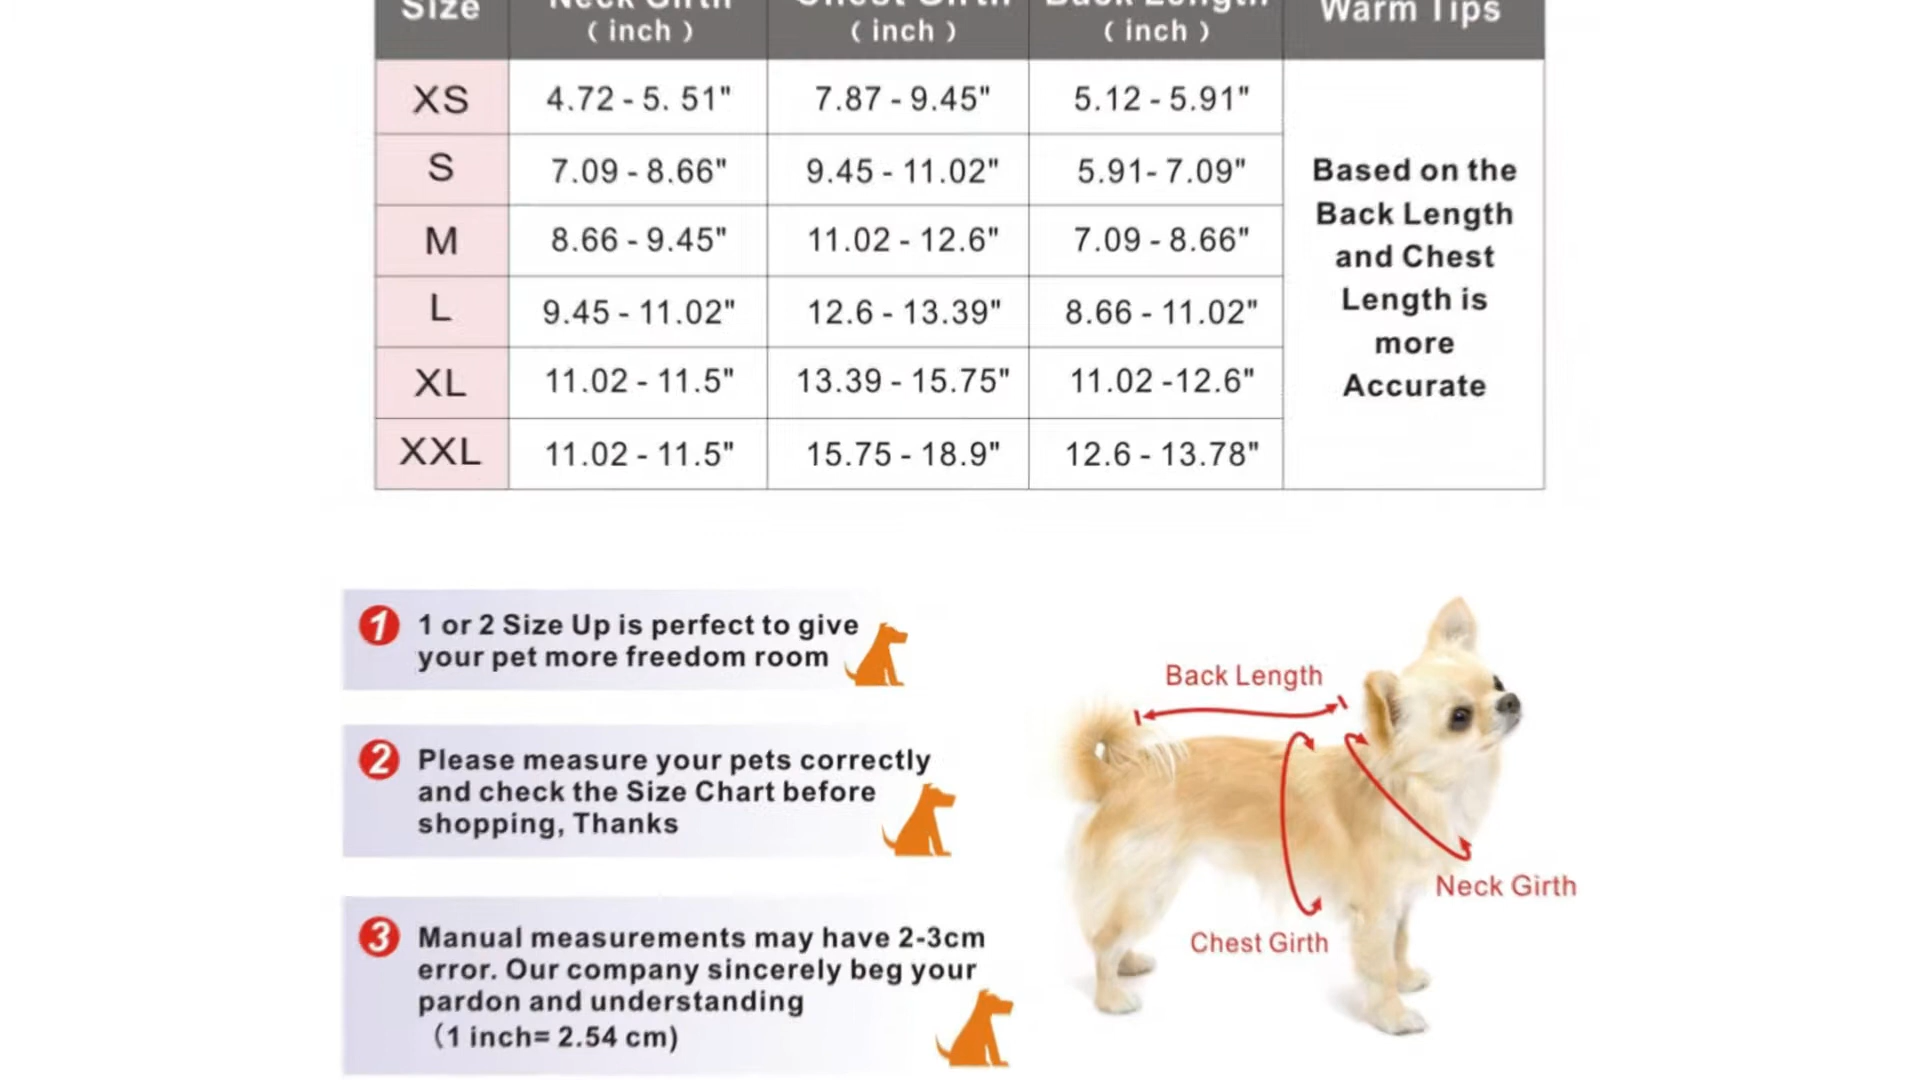 Size Neck Girth Chest Girth Back Length Warm Tips
( inch ) ( inch ) ( inch )
XS 4.72 - 5. 51" 7.87 - 9.45" 5.12 - 5.91"
S 7.09 - 8.66" 9.45 - 11.02" 5.91- 7.09"
M 8.66 - 9.45" 11.02 - 12.6" 7.09 - 8.66"
L 9.45 - 11.02" 12.6 - 13.39" 8.66 - 11.02"
XL 11.02 - 11.5" 13.39 - 15.75" 11.02 -12.6"
XXL 11.02 - 11.5" 15.75 - 18.9" 12.6 - 13.78"
Based on the
Back Length
and Chest
Length is
more
Accurate
1 1 or 2 Size Up is perfect to give
your pet more freedom room
2 Please measure your pets correctly
and check the Size Chart before
shopping, Thanks
3 Manual measurements may have 2-3cm
error. Our company sincerely beg your
pardon and understanding
(1 inch= 2.54 cm)
Back Length
Neck Girth
Chest Girth